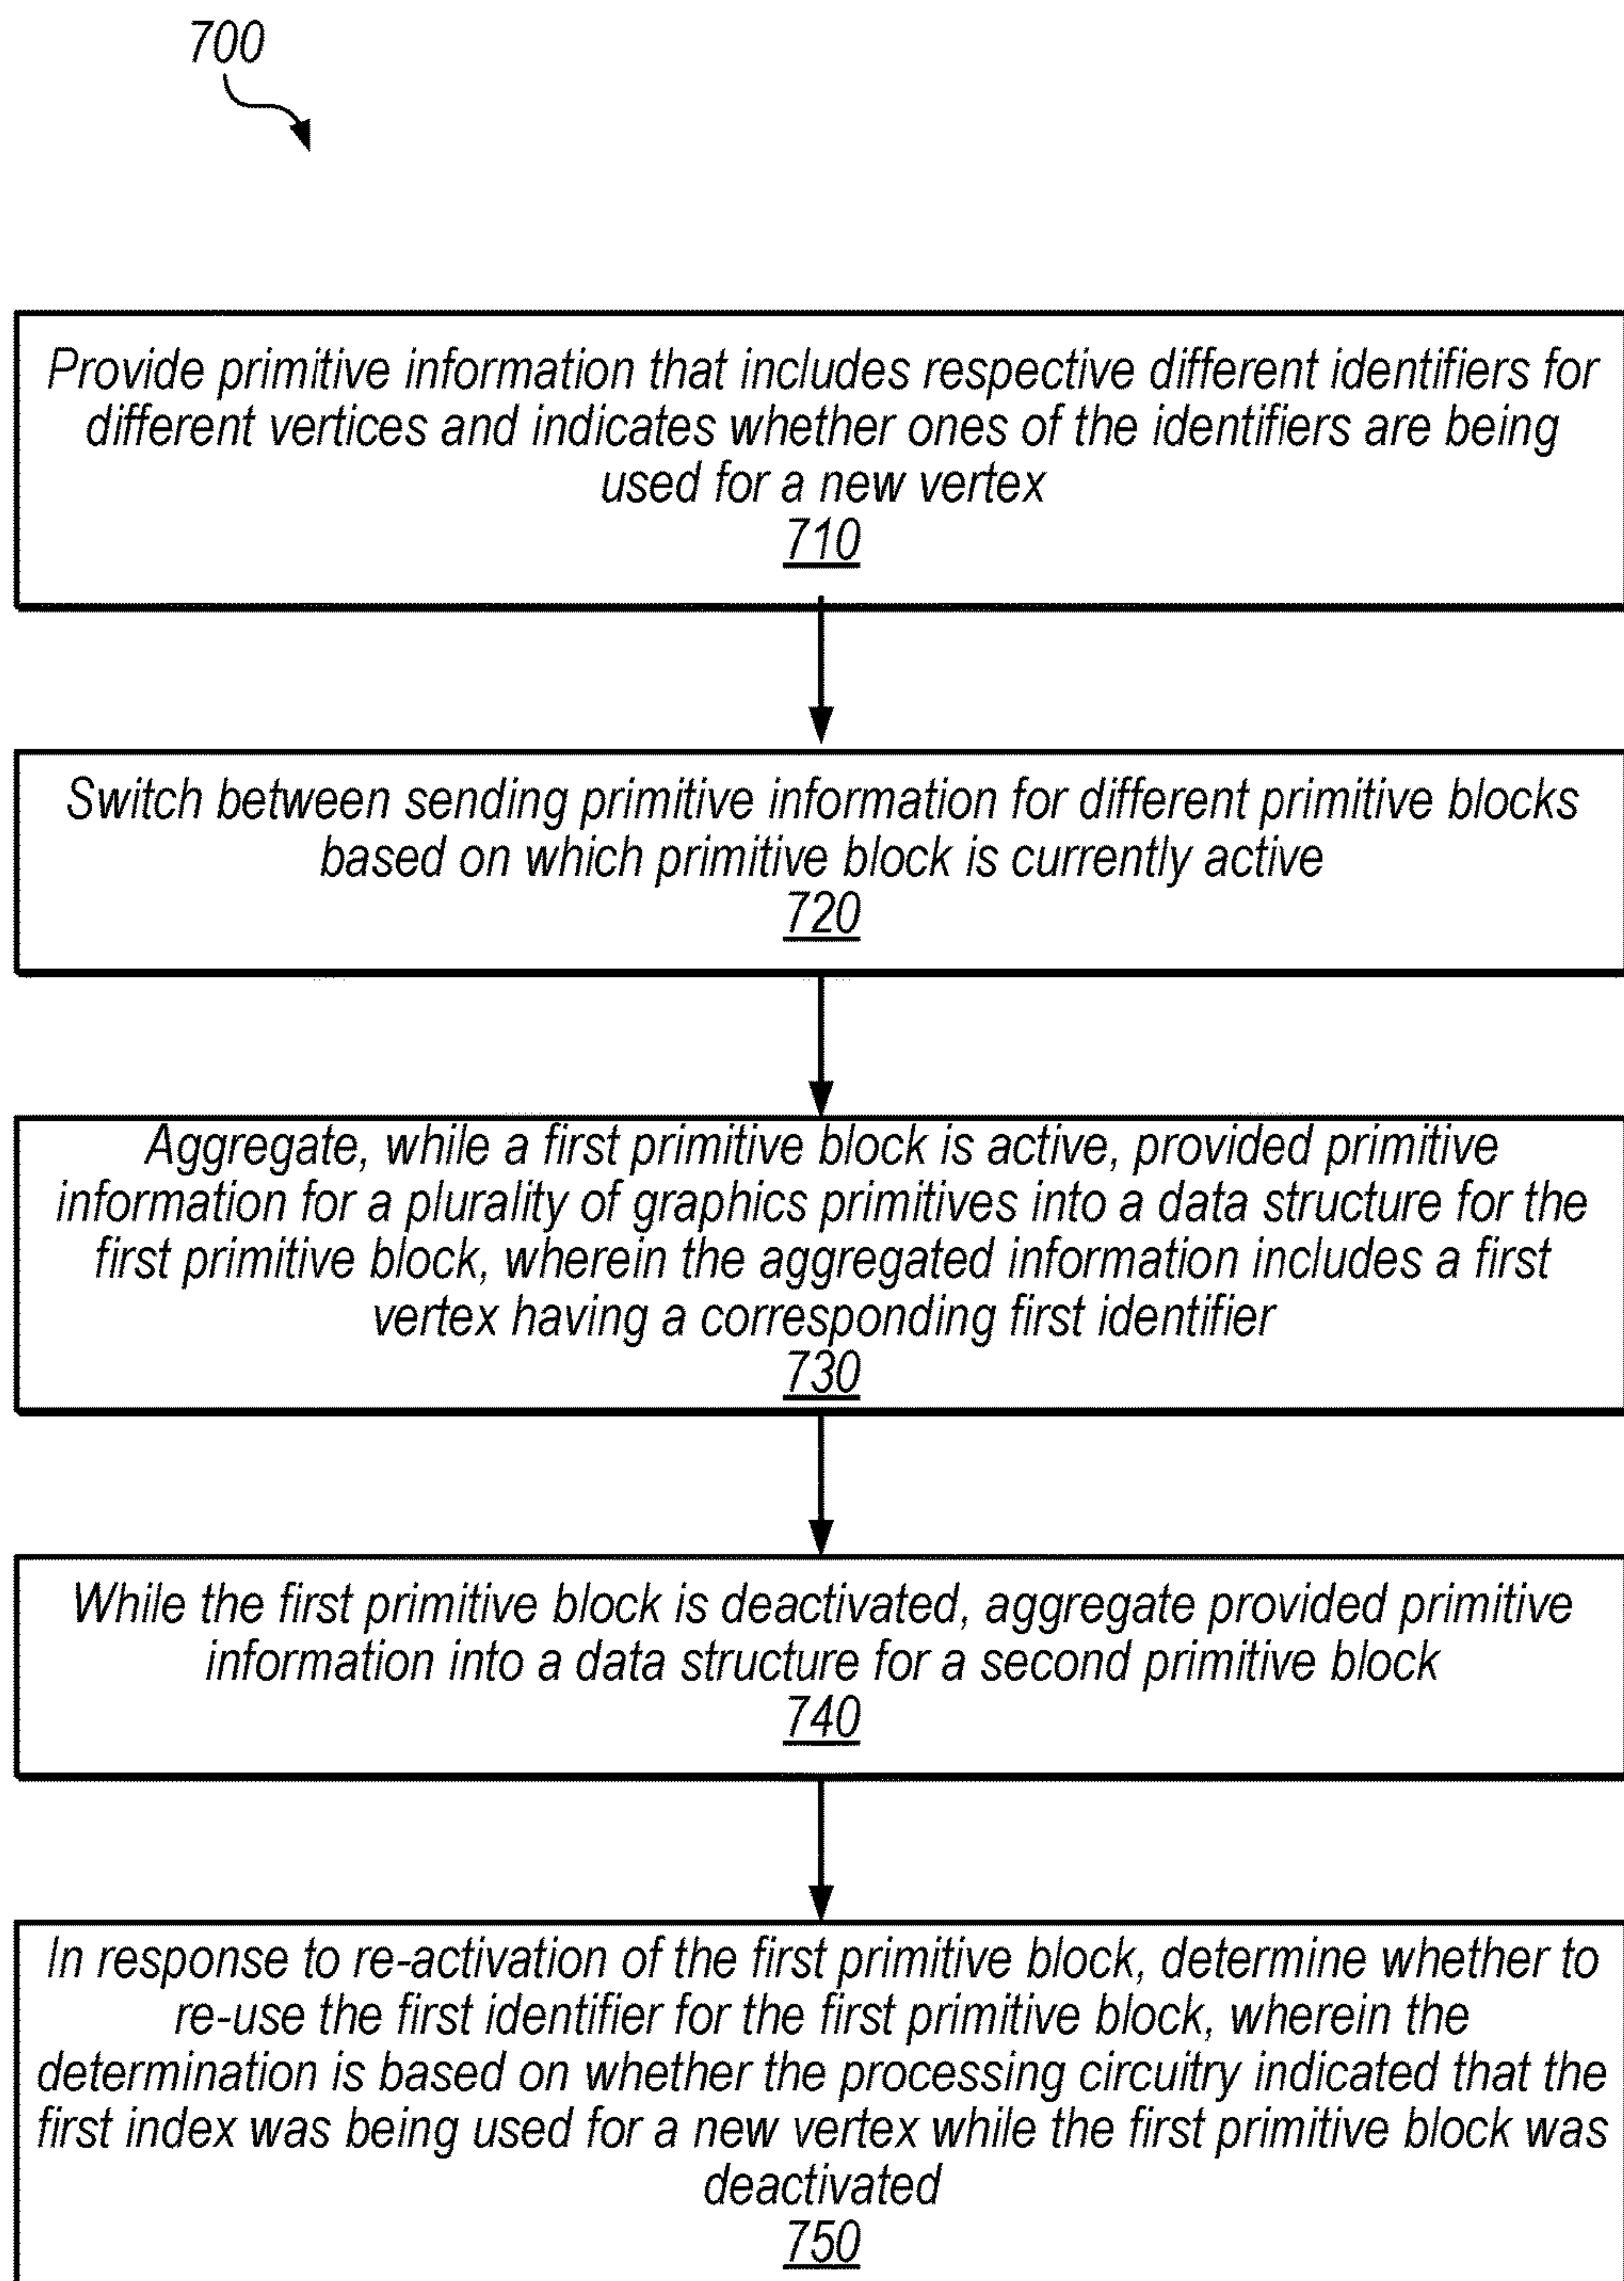 700
Provide primitive information that includes respective different identifiers for
different vertices and indicates whether ones of the identifiers are being
used for a new vertex
710
Switch between sending primitive information for different primitive blocks
based on which primitive block is currently active
720
Aggregate, while a first primitive block is active, provided primitive
information for a plurality of graphics primitives into a data structure for the
first primitive block, wherein the aggregated information includes a first
vertex having a corresponding first identifier
730
While the first primitive block is deactivated, aggregate provided primitive
information into a data structure for a second primitive block
740
In response to re-activation of the first primitive block, determine whether to
re-use the first identifier for the first primitive block, wherein the
determination is based on whether the processing circuitry indicated that the
first index was being used for a new vertex while the first primitive block was
deactivated
750